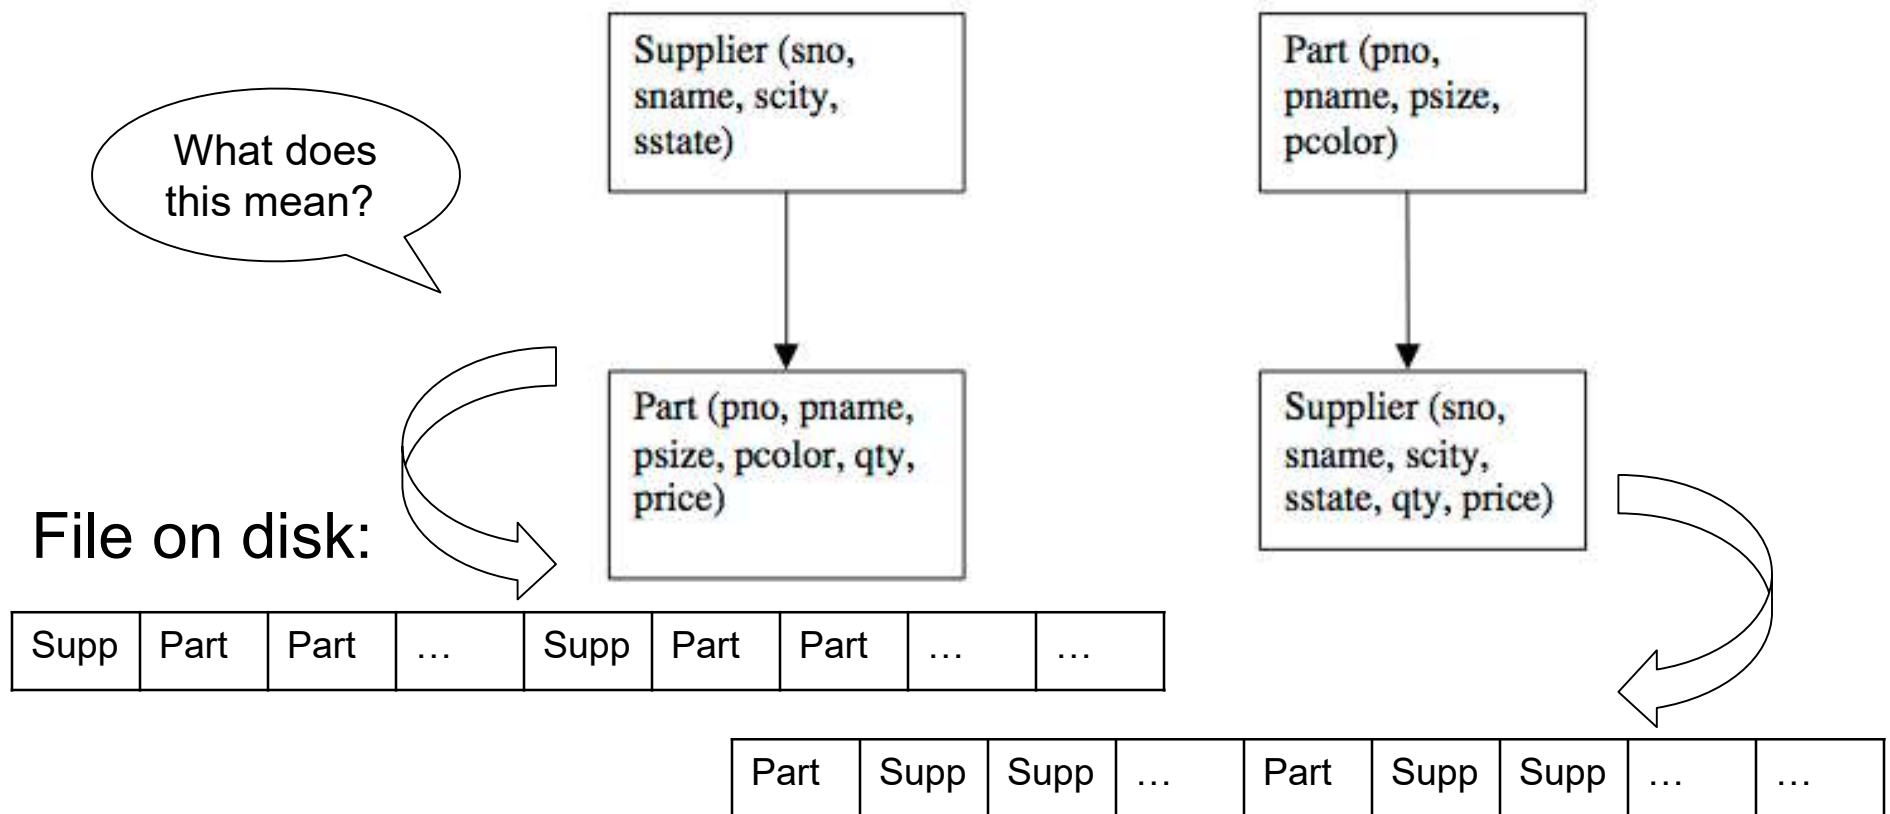 Supplier (sno,
sname, scity,
sstate)
Part (pno,
pname, psize,
pcolor)
What does
this mean?
Part (pno, pname,
psize, pcolor, qty,
price)
Supplier (sno,
sname, scity,
sstate, qty, price)
File on disk:
Supp Part Part … Supp Part Part … …
Part Supp Supp … Part Supp Supp … …